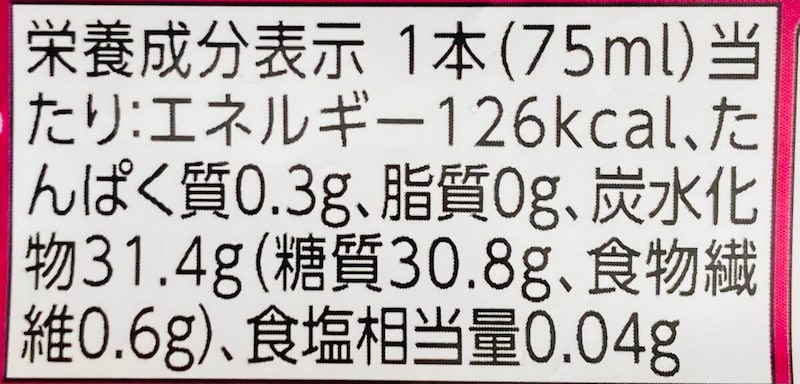 栄養成分表示 1本(75ml)当
たり:エネルギー126kcal、た
んぱく質0.3g、脂質0g、炭水化
物31.4g(糖質30.8g、食物繊
維0.6g)、食塩相当量0.04g